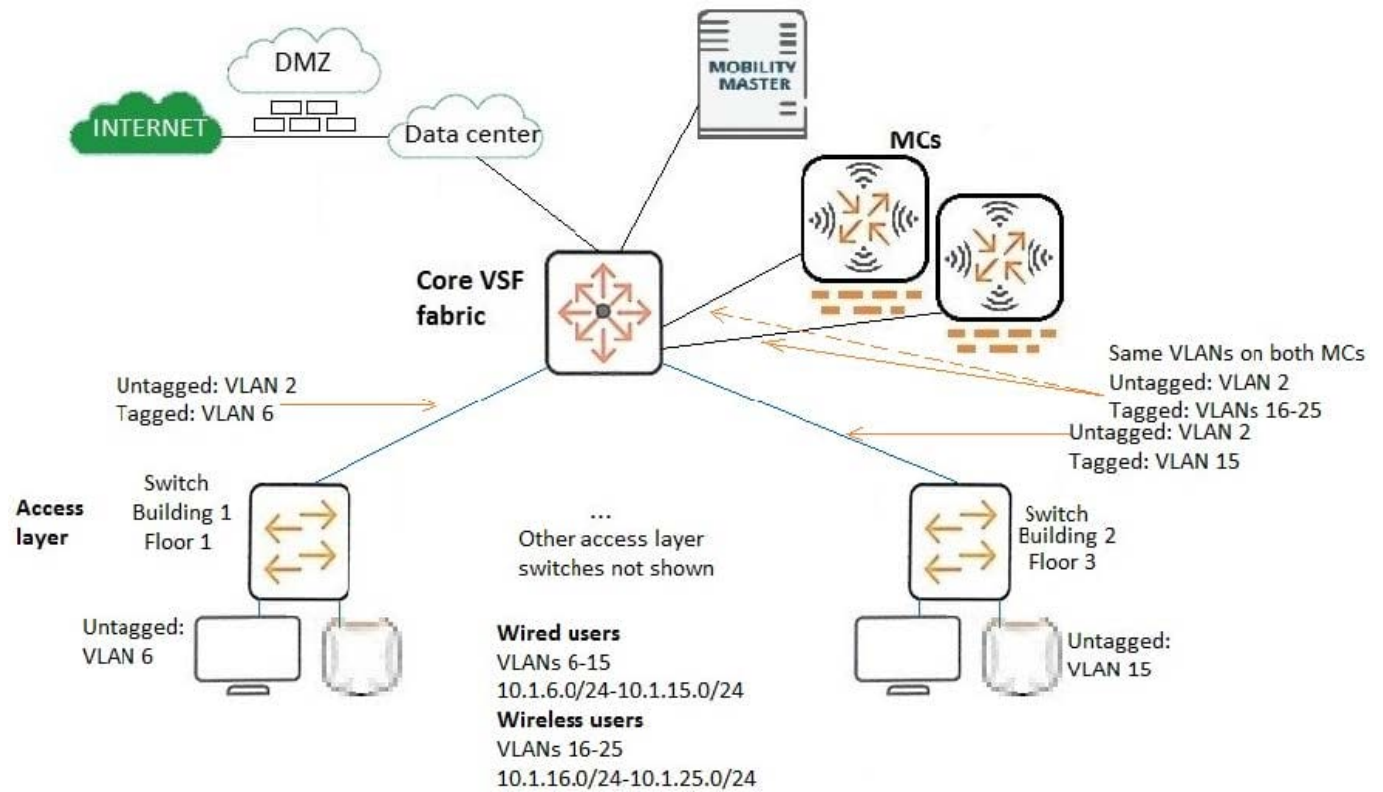 DMZ
INTERNET
Data center
MOBILITY
MASTER
MCs
Core VSF
fabric
Same VLANs on both MCs
Untagged: VLAN 2
Tagged: VLANs 16-25
Untagged: VLAN 2
Tagged: VLAN 6
Untagged: VLAN 2
Tagged: VLAN 15
Access
layer
Switch
Building 1
Floor 1
...
Other access layer
switches not shown
Switch
Building 2
Floor 3
Untagged:
VLAN 6
Wired users
VLANs 6-15
10.1.6.0/24-10.1.15.0/24
Wireless users
VLANs 16-25
10.1.16.0/24-10.1.25.0/24
Untagged:
VLAN 15